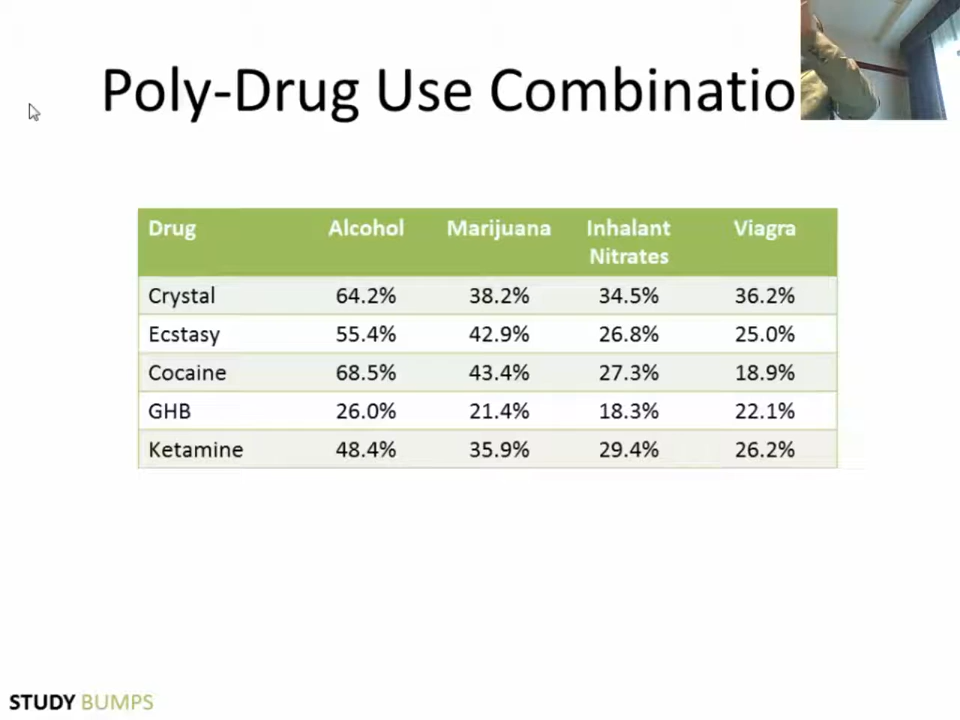 Poly-Drug Use Combinatio
Drug Alcohol Marijuana Inhalant Nitrates Viagra
Crystal 64.2% 38.2% 34.5% 36.2%
Ecstasy 55.4% 42.9% 26.8% 25.0%
Cocaine 68.5% 43.4% 27.3% 18.9%
GHB 26.0% 21.4% 18.3% 22.1%
Ketamine 48.4% 35.9% 29.4% 26.2%
STUDY BUMPS